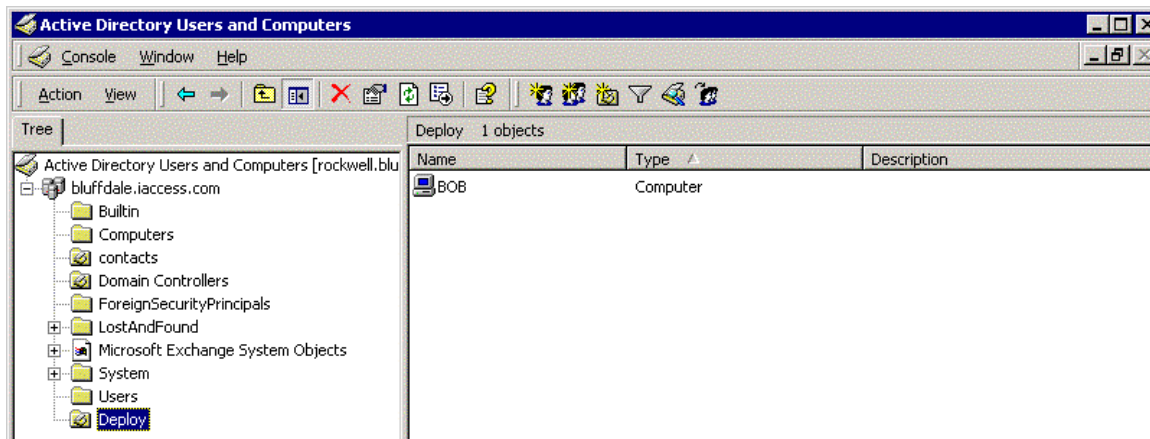 Active Directory Users and Computers
Console Window Help
Action View
Tree
Deploy 1 objects
Active Directory Users and Computers [rockwell.blu
bluffdale.iaccess.com
Builtin
Computers
contacts
Domain Controllers
ForeignSecurityPrincipals
LostAndFound
Microsoft Exchange System Objects
System
Users
Deploy
Name Type Description
BOB Computer